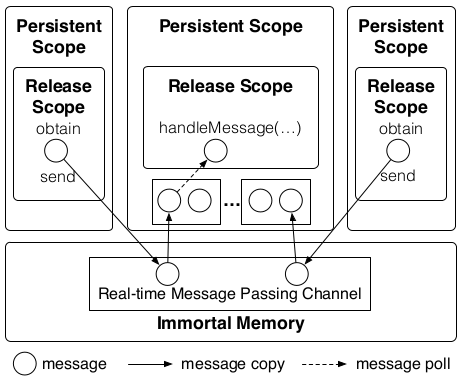 Persistent
Scope
Release
Scope
obtain
send
Persistent Scope
Release Scope
handleMessage(…)
...
Persistent
Scope
Release
Scope
obtain
send
Real-time Message Passing Channel
Immortal Memory
message
message copy
message poll